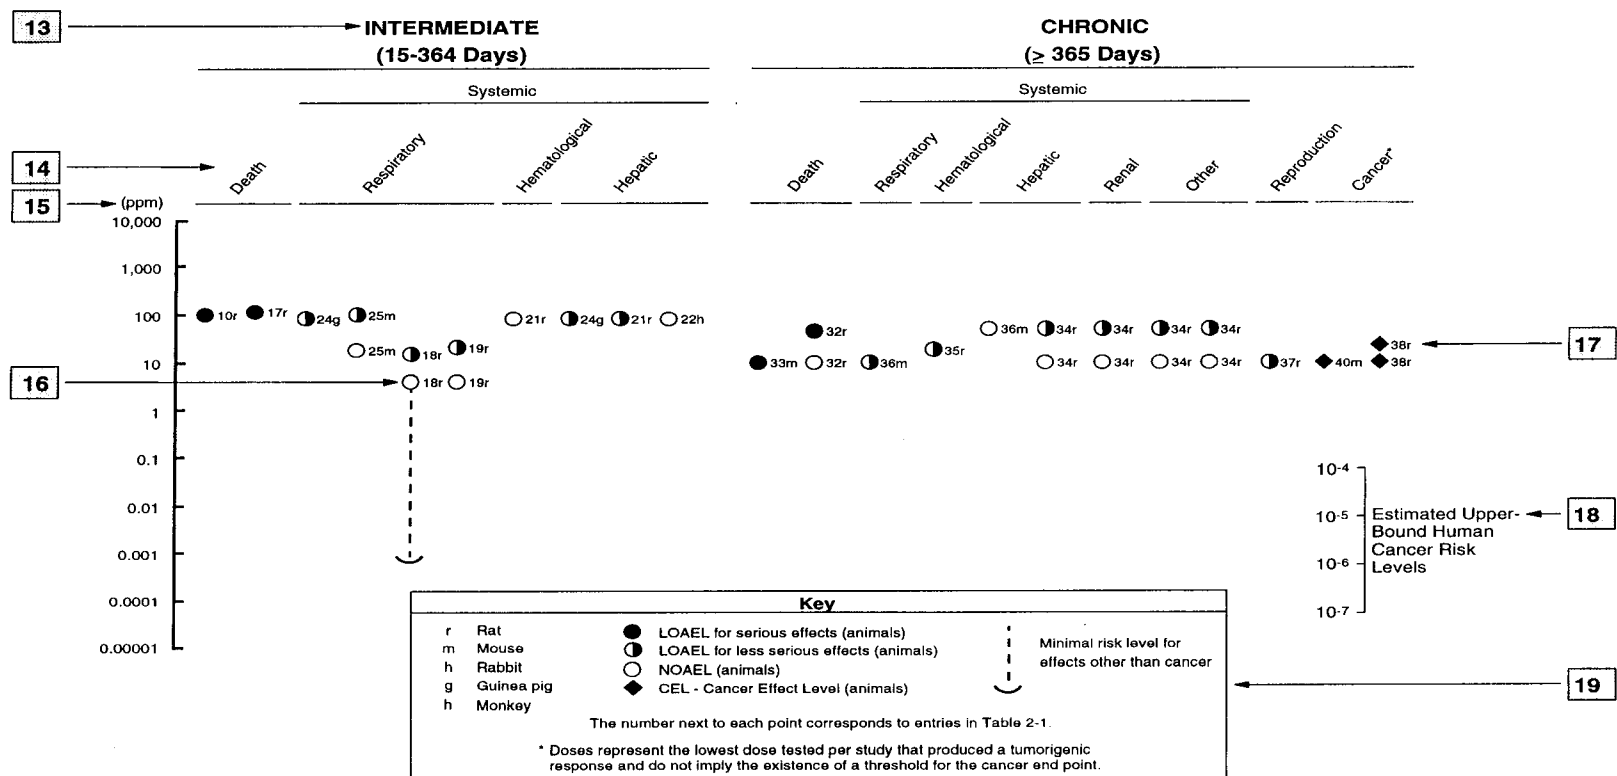 13
INTERMEDIATE
(15-364 Days)
CHRONIC
(≥ 365 Days)
Systemic
Systemic
14
Death
Respiratory
Hematological
Hepatic
Death
Respiratory
Hematological
Hepatic
Renal
Other
Reproduction
Cancer*
15
(ppm)
10,000
1,000
100
10r
17r
24g
25m
21r
24g
21r
22h
32r
36m
34r
34r
34r
34r
25m
18r
19r
35r
38r
17
10
33m
32r
36m
34r
34r
34r
34r
37r
40m
38r
16
18r
19r
1
0.1
0.01
0.001
0.0001
0.00001
10-4
10-5
10-6
10-7
Estimated Upper-
Bound Human
Cancer Risk
Levels
18
Key
r Rat
m Mouse
h Rabbit
g Guinea pig
h Monkey
LOAEL for serious effects (animals)
LOAEL for less serious effects (animals)
NOAEL (animals)
CEL - Cancer Effect Level (animals)
Minimal risk level for
effects other than cancer
19
The number next to each point corresponds to entries in Table 2-1.
* Doses represent the lowest dose tested per study that produced a tumorigenic
response and do not imply the existence of a threshold for the cancer end point.